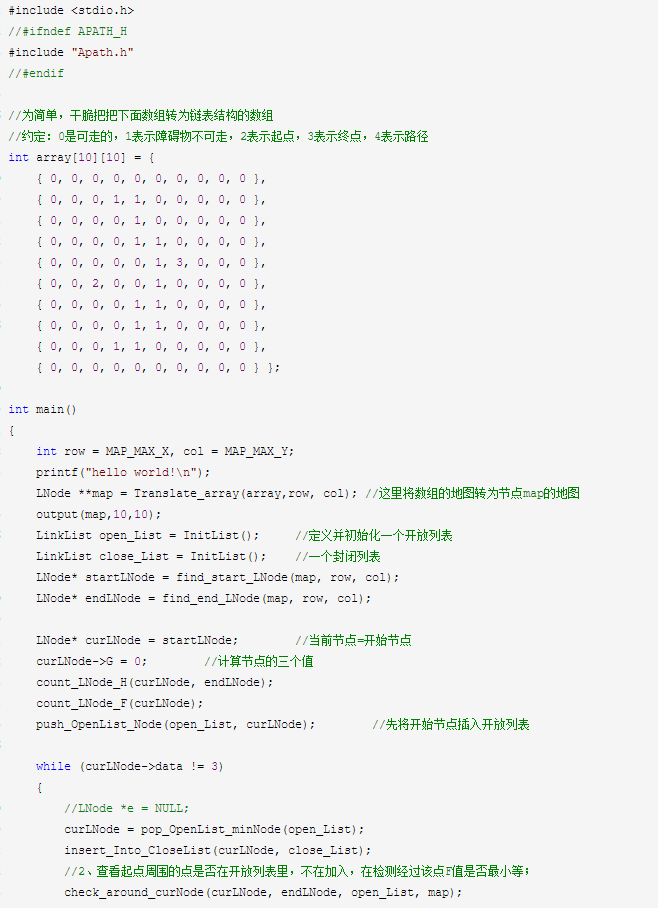 #include <stdio.h>
//#ifndef APATH_H
#include "Apath.h"
//#endif
//为简单，干脆把把下面数组转为链表结构的数组
//约定：0是可走的，1表示障碍物不可走，2表示起点，3表示终点，4表示路径
int array[10][10] = {
{ 0, 0, 0, 0, 0, 0, 0, 0, 0, 0 },
{ 0, 0, 0, 1, 1, 0, 0, 0, 0, 0 },
{ 0, 0, 0, 0, 1, 0, 0, 0, 0, 0 },
{ 0, 0, 0, 0, 1, 1, 0, 0, 0, 0 },
{ 0, 0, 0, 0, 0, 1, 3, 0, 0, 0 },
{ 0, 0, 2, 0, 0, 1, 0, 0, 0, 0 },
{ 0, 0, 0, 0, 1, 1, 0, 0, 0, 0 },
{ 0, 0, 0, 0, 1, 1, 0, 0, 0, 0 },
{ 0, 0, 0, 1, 1, 0, 0, 0, 0, 0 },
{ 0, 0, 0, 0, 0, 0, 0, 0, 0, 0 } };
int main()
{
int row = MAP_MAX_X, col = MAP_MAX_Y;
printf("hello world!\n");
LNode **map = Translate_array(array,row, col); //这里将数组的地图转为节点map的地图
output(map,10,10);
LinkList open_List = InitList(); //定义并初始化一个开放列表
LinkList close_List = InitList(); //一个封闭列表
LNode* startLNode = find_start_LNode(map, row, col);
LNode* endLNode = find_end_LNode(map, row, col);
LNode* curLNode = startLNode; //当前节点=开始节点
curLNode->G = 0; //计算节点的三个值
count_LNode_H(curLNode, endLNode);
count_LNode_F(curLNode);
push_OpenList_Node(open_List, curLNode); //先将开始节点插入开放列表
while (curLNode->data != 3)
{
//LNode *e = NULL;
curLNode = pop_OpenList_minNode(open_List);
insert_Into_CloseList(curLNode, close_List);
//2、查看起点周围的点是否在开放列表里，不在加入，在检测经过该点F值是否最小等；
check_around_curNode(curLNode, endLNode, open_List, map);